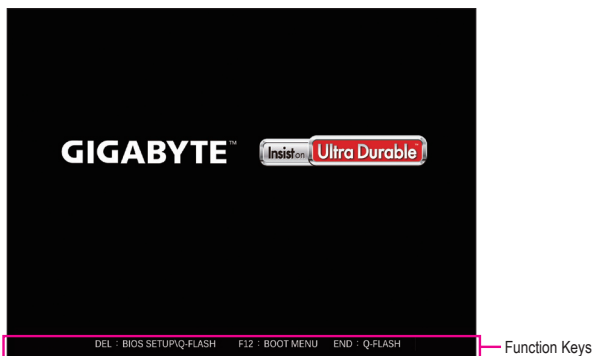 GIGABYTE™
Insist on Ultra Durable™
DEL : BIOS SETUP\Q-FLASH F12 : BOOT MENU END : Q-FLASH
Function Keys